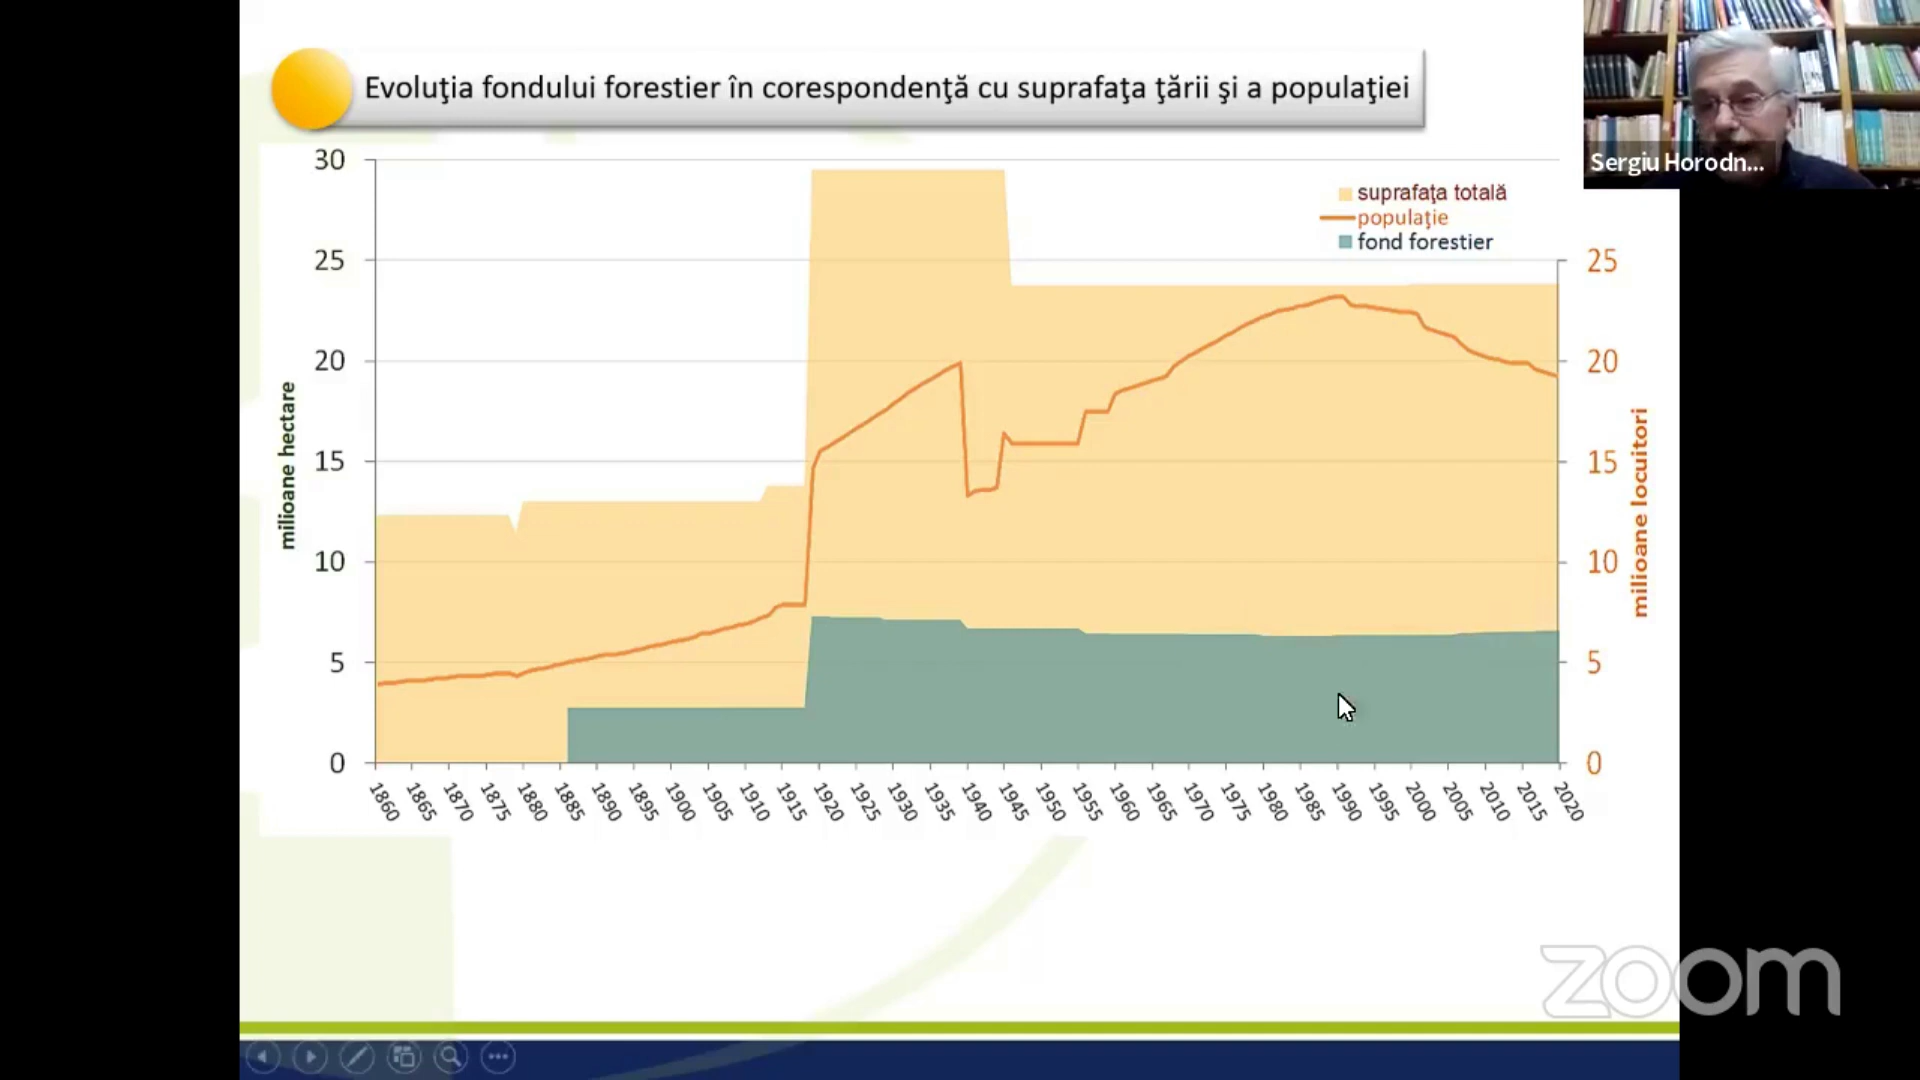 Evoluţia fondului forestier în corespondenţă cu suprafaţa ţării şi a populaţiei
Sergiu Horodn...
suprafaţa totală
populaţie
fond forestier
milioane hectare
30
25
20
15
10
5
0
25
20
15
10
5
0
milioane locuitori
1860 1865 1870 1875 1880 1885 1890 1895 1900 1905 1910 1915 1920 1925 1930 1935 1940 1945 1950 1955 1960 1965 1970 1975 1980 1985 1990 1995 2000 2005 2010 2015 2020
zoom